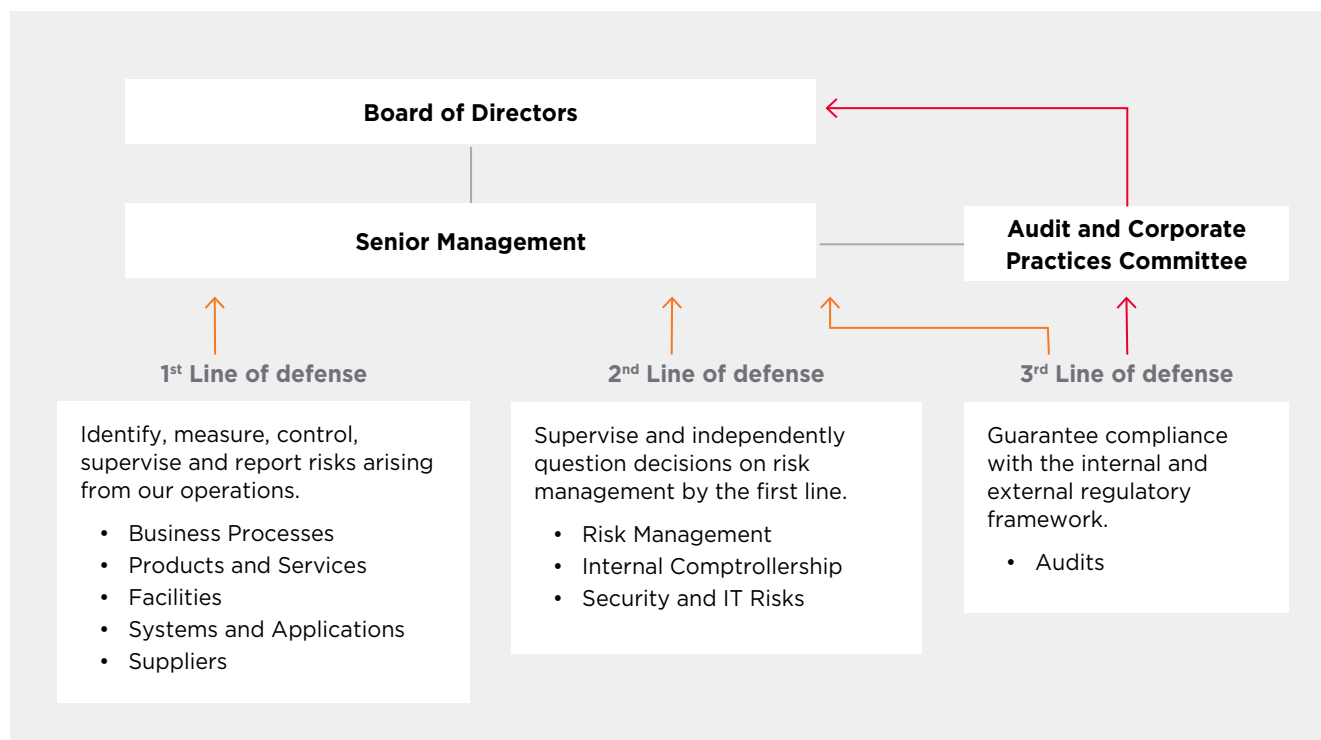 Board of Directors
Senior Management
Audit and Corporate
Practices Committee
1st Line of defense
Identify, measure, control,
supervise and report risks arising
from our operations.
• Business Processes
• Products and Services
• Facilities
• Systems and Applications
• Suppliers
2nd Line of defense
Supervise and independently
question decisions on risk
management by the first line.
• Risk Management
• Internal Comptrollership
• Security and IT Risks
3rd Line of defense
Guarantee compliance
with the internal and
external regulatory
framework.
• Audits